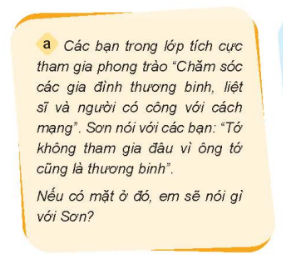 a Các bạn trong lớp tích cực
tham gia phong trào “Chăm sóc
các gia đình thương binh, liệt
sĩ và người có công với cách
mạng”. Sơn nói với các bạn: “Tớ
không tham gia đâu vì ông tớ
cũng là thương binh”.
Nếu có mặt ở đó, em sẽ nói gì
với Sơn?